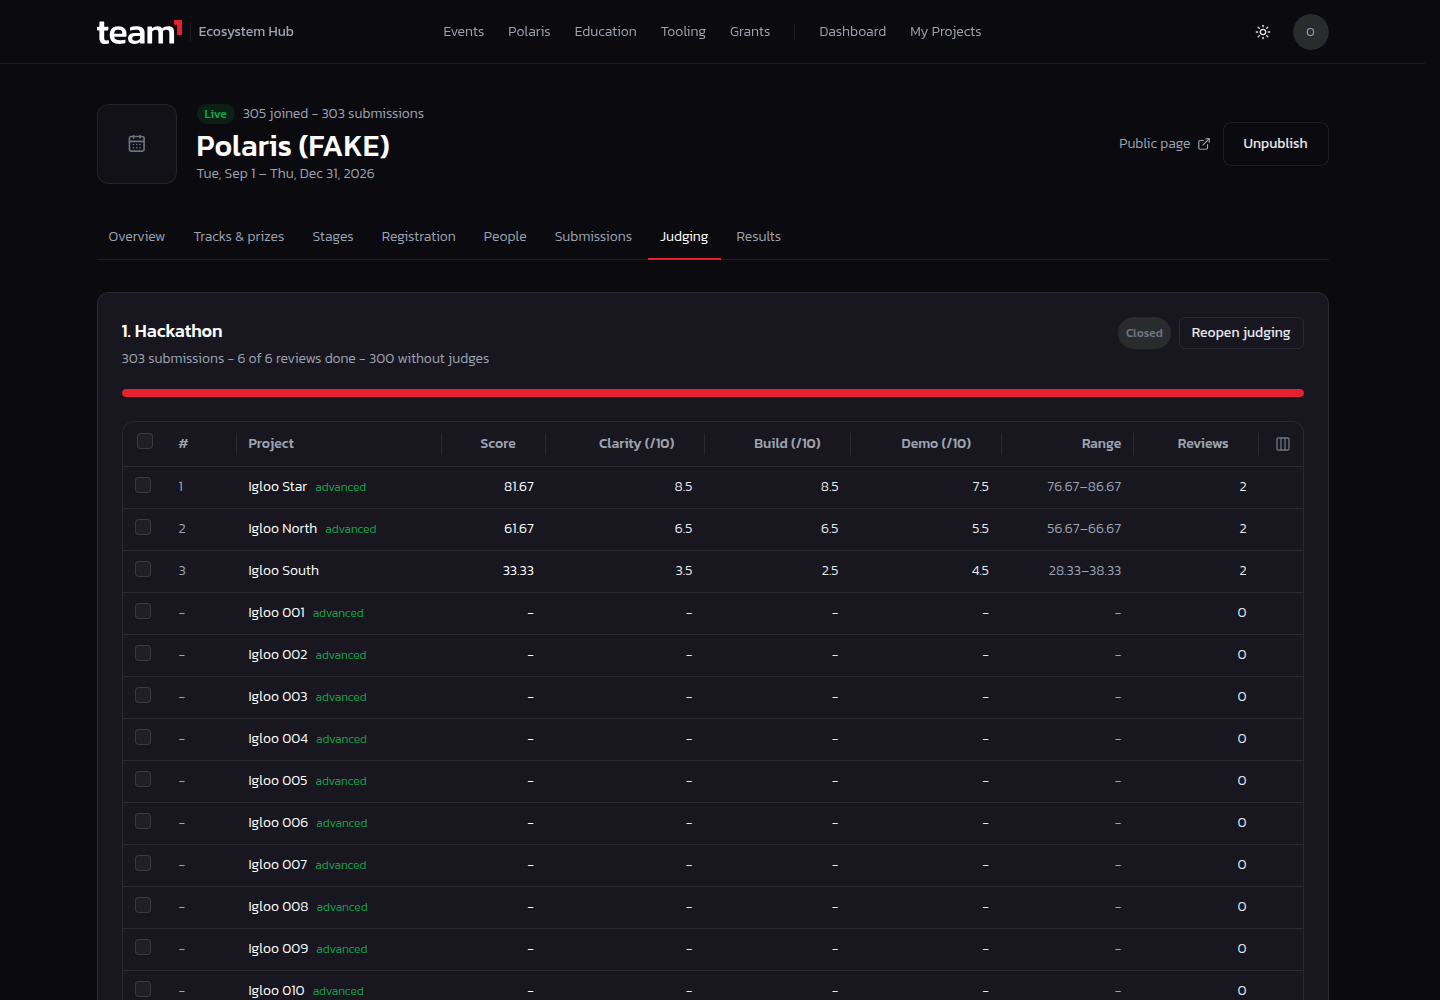 team1 Ecosystem Hub Events Polaris Education Tooling Grants Dashboard My Projects O
Live 305 joined - 303 submissions
Polaris (FAKE)
Tue, Sep 1 – Thu, Dec 31, 2026
Public page Unpublish
Overview Tracks & prizes Stages Registration People Submissions Judging Results
1. Hackathon
303 submissions - 6 of 6 reviews done - 300 without judges
Closed Reopen judging
# Project Score Clarity (/10) Build (/10) Demo (/10) Range Reviews
1 Igloo Star advanced 81.67 8.5 8.5 7.5 76.67–86.67 2
2 Igloo North advanced 61.67 6.5 6.5 5.5 56.67–66.67 2
3 Igloo South 33.33 3.5 2.5 4.5 28.33–38.33 2
- Igloo 001 advanced - - - - - 0
- Igloo 002 advanced - - - - - 0
- Igloo 003 advanced - - - - - 0
- Igloo 004 advanced - - - - - 0
- Igloo 005 advanced - - - - - 0
- Igloo 006 advanced - - - - - 0
- Igloo 007 advanced - - - - - 0
- Igloo 008 advanced - - - - - 0
- Igloo 009 advanced - - - - - 0
- Igloo 010 advanced - - - - - 0